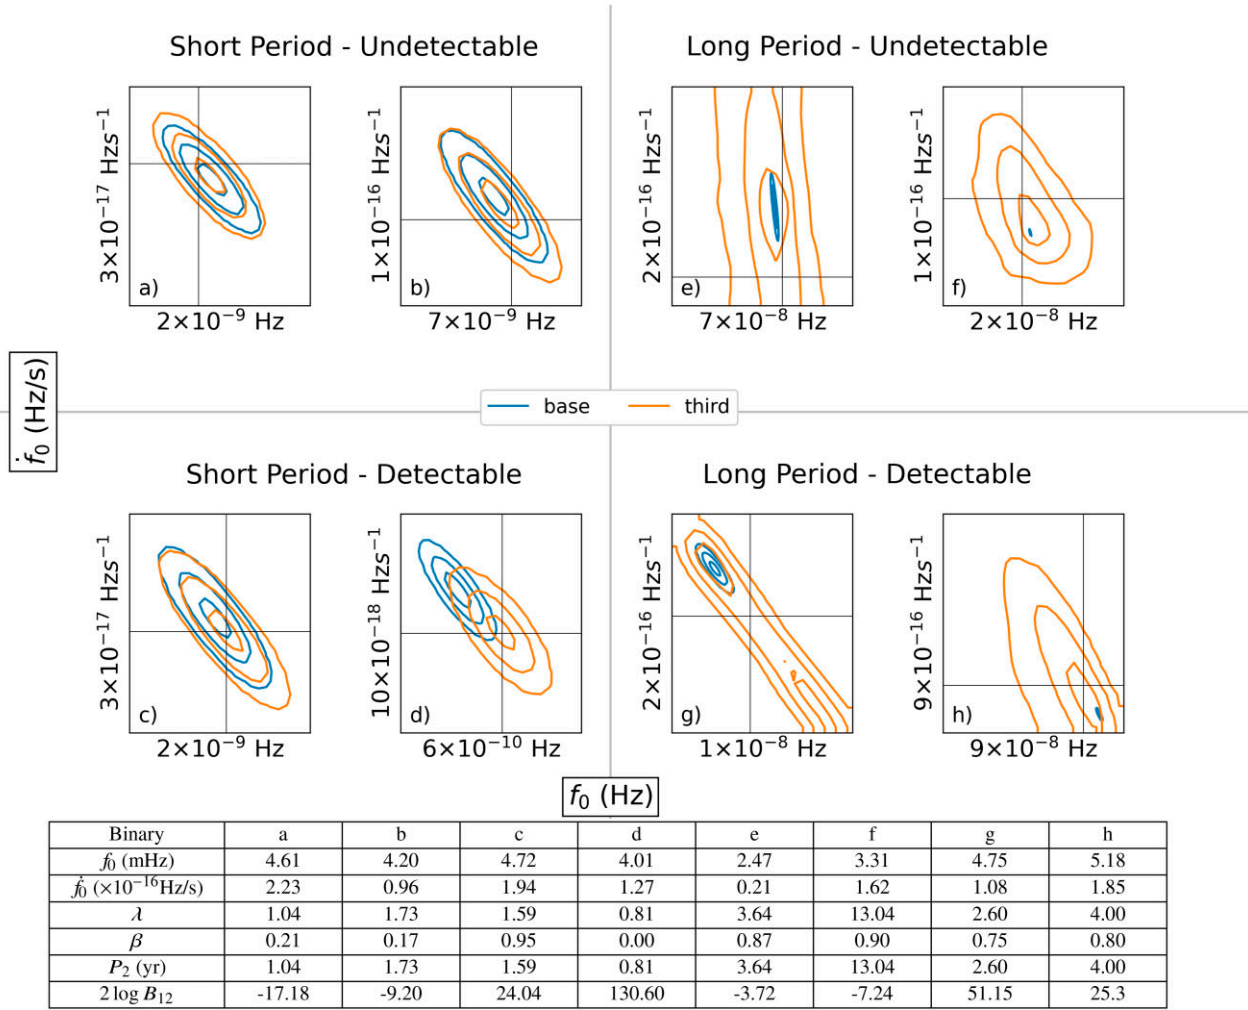 Short Period - Undetectable
Long Period - Undetectable
3×10⁻¹⁷ Hzs⁻¹
a)
2×10⁻⁹ Hz
1×10⁻¹⁶ Hzs⁻¹
b)
7×10⁻⁹ Hz
2×10⁻¹⁶ Hzs⁻¹
e)
7×10⁻⁸ Hz
1×10⁻¹⁶ Hzs⁻¹
f)
2×10⁻⁸ Hz
ḟ₀ (Hz/s)
base third
Short Period - Detectable
Long Period - Detectable
3×10⁻¹⁷ Hzs⁻¹
c)
2×10⁻⁹ Hz
10×10⁻¹⁸ Hzs⁻¹
d)
6×10⁻¹⁰ Hz
2×10⁻¹⁶ Hzs⁻¹
g)
1×10⁻⁸ Hz
9×10⁻¹⁶ Hzs⁻¹
h)
9×10⁻⁸ Hz
f₀ (Hz)
Binary a b c d e f g h
f₀ (mHz) 4.61 4.20 4.72 4.01 2.47 3.31 4.75 5.18
ḟ₀ (×10⁻¹⁶Hz/s) 2.23 0.96 1.94 1.27 0.21 1.62 1.08 1.85
λ 1.04 1.73 1.59 0.81 3.64 13.04 2.60 4.00
β 0.21 0.17 0.95 0.00 0.87 0.90 0.75 0.80
P₂ (yr) 1.04 1.73 1.59 0.81 3.64 13.04 2.60 4.00
2 log B₁₂ -17.18 -9.20 24.04 130.60 -3.72 -7.24 51.15 25.3